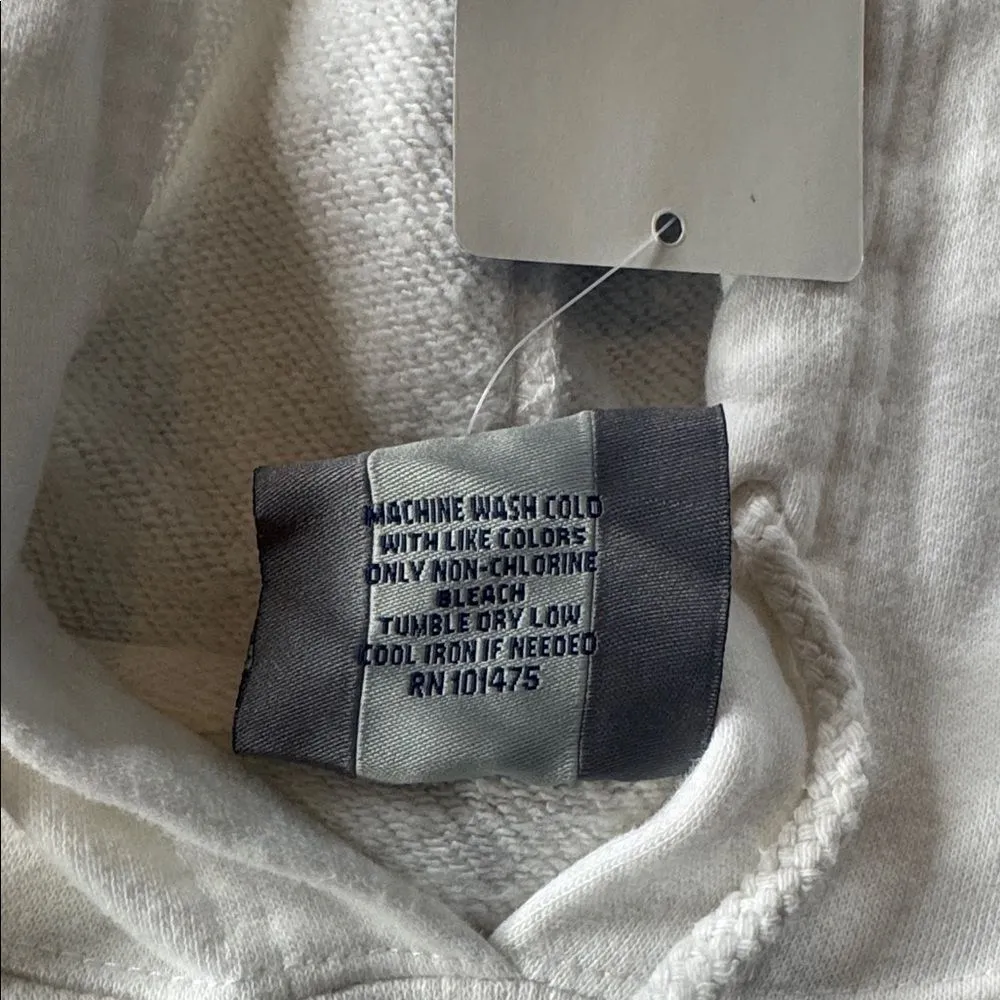 MACHINE WASH COLD
WITH LIKE COLORS
ONLY NON-CHLORINE
BLEACH
TUMBLE DRY LOW
COOL IRON IF NEEDED
RN 101475